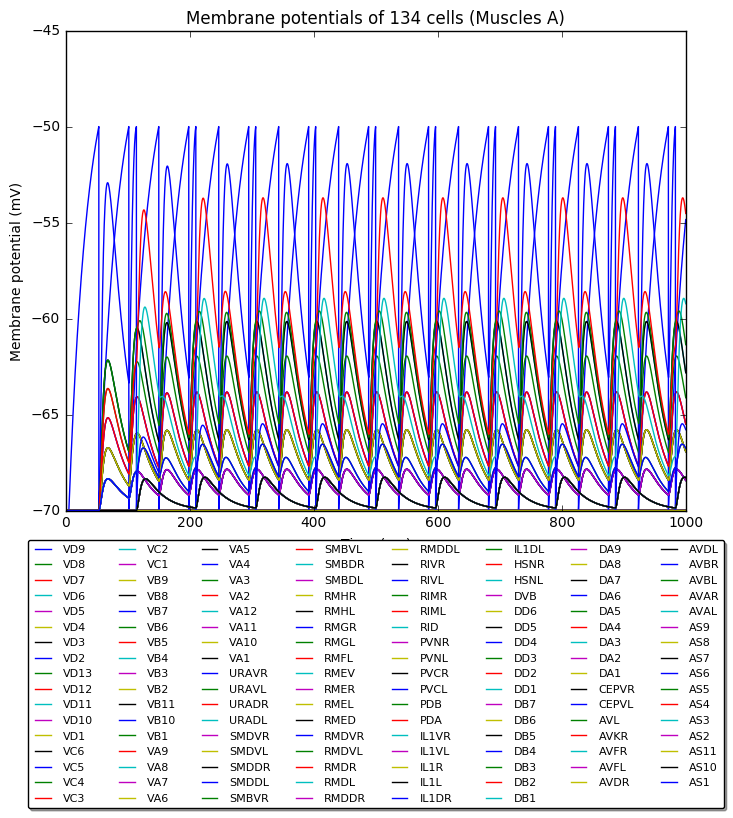 Membrane potentials of 134 cells (Muscles A)
Membrane potential (mV)
−45
−50
−55
−60
−65
−70
0 200 400 600 800 1000
VD9 VC2 VA5 SMBVL RMDDL IL1DL DA9 AVDL
VD8 VC1 VA4 SMBDR RIVR HSNR DA8 AVBR
VD7 VB9 VA3 SMBDL RIVL HSNL DA7 AVBL
VD6 VB8 VA2 RMHR RIMR DVB DA6 AVAR
VD5 VB7 VA12 RMHL RIML DD6 DA5 AVAL
VD4 VB6 VA11 RMGR RID DD5 DA4 AS9
VD3 VB5 VA10 RMGL PVNR DD4 DA3 AS8
VD2 VB4 VA1 RMFL PVNL DD3 DA2 AS7
VD13 VB3 URAVR RMEV PVCR DD2 DA1 AS6
VD12 VB2 URAVL RMER PVCL DD1 CEPVR AS5
VD11 VB11 URADR RMEL PDB DB7 CEPVL AS4
VD10 VB10 URADL RMED PDA DB6 AVL AS3
VD1 VB1 SMDVR RMDVR IL1VR DB5 AVKR AS2
VC6 VA9 SMDVL RMDVL IL1VL DB4 AVFR AS11
VC5 VA8 SMDDR RMDR IL1R DB3 AVFL AS10
VC4 VA7 SMDDL RMDL IL1L DB2 AVDR AS1
VC3 VA6 SMBVR RMDDR IL1DR DB1